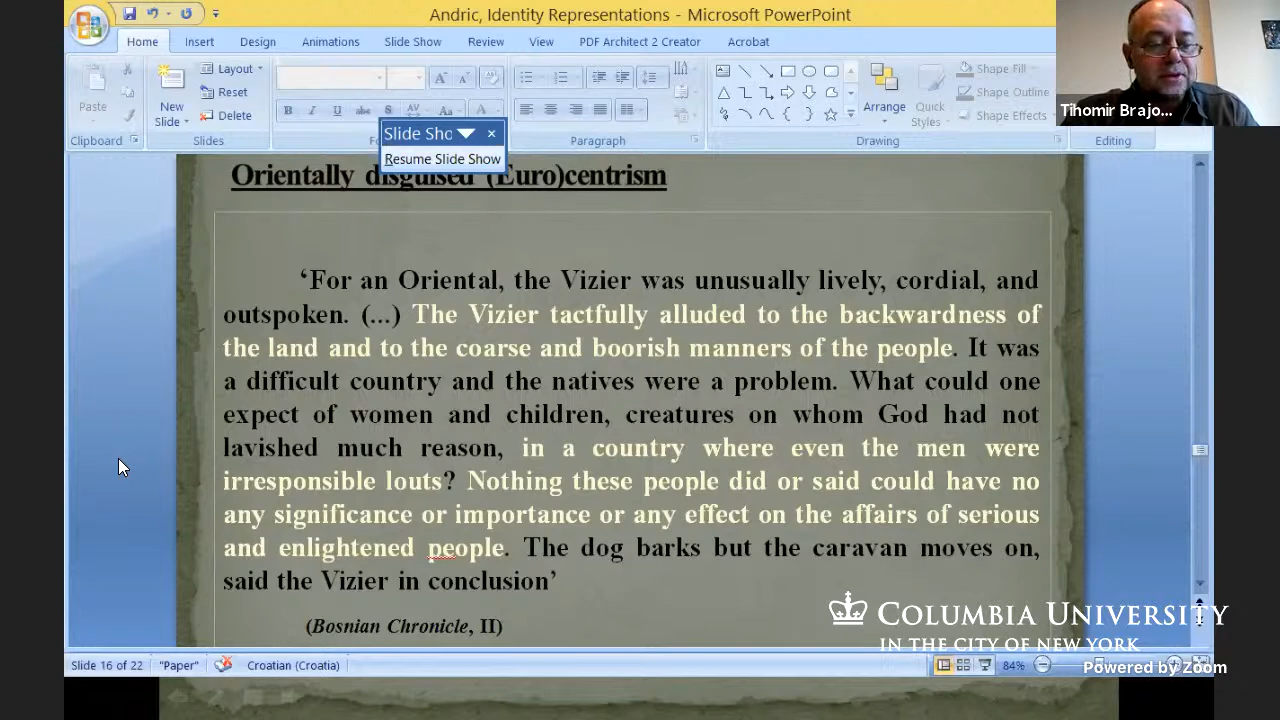 Andric, Identity Representations - Microsoft PowerPoint
Home Insert Design Animations Slide Show Review View PDF Architect 2 Creator Acrobat
Paste
New Slide
Layout
Reset
Delete
B I U abc S AV Aa A
Arrange
Quick Styles
Shape Fill
Shape Outline
Shape Effects
Clipboard Slides Paragraph Drawing Editing
Tihomir Brajo...
Slide Sho
Resume Slide Show
Orientally disguised (Euro)centrism
‘For an Oriental, the Vizier was unusually lively, cordial, and
outspoken. (...) The Vizier tactfully alluded to the backwardness of
the land and to the coarse and boorish manners of the people. It was
a difficult country and the natives were a problem. What could one
expect of women and children, creatures on whom God had not
lavished much reason, in a country where even the men were
irresponsible louts? Nothing these people did or said could have no
any significance or importance or any effect on the affairs of serious
and enlightened people. The dog barks but the caravan moves on,
said the Vizier in conclusion’
(Bosnian Chronicle, II)
COLUMBIA UNIVERSITY
IN THE CITY OF NEW YORK
Slide 16 of 22 "Paper" Croatian (Croatia) 84%
Powered by Zoom